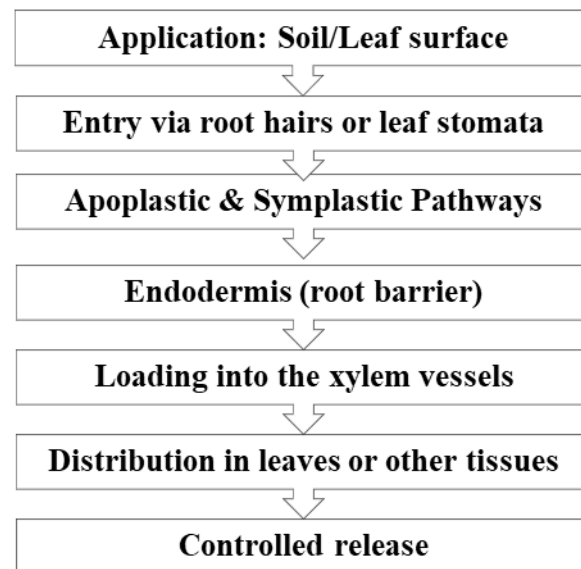 Application: Soil/Leaf surface
Entry via root hairs or leaf stomata
Apoplastic & Symplastic Pathways
Endodermis (root barrier)
Loading into the xylem vessels
Distribution in leaves or other tissues
Controlled release